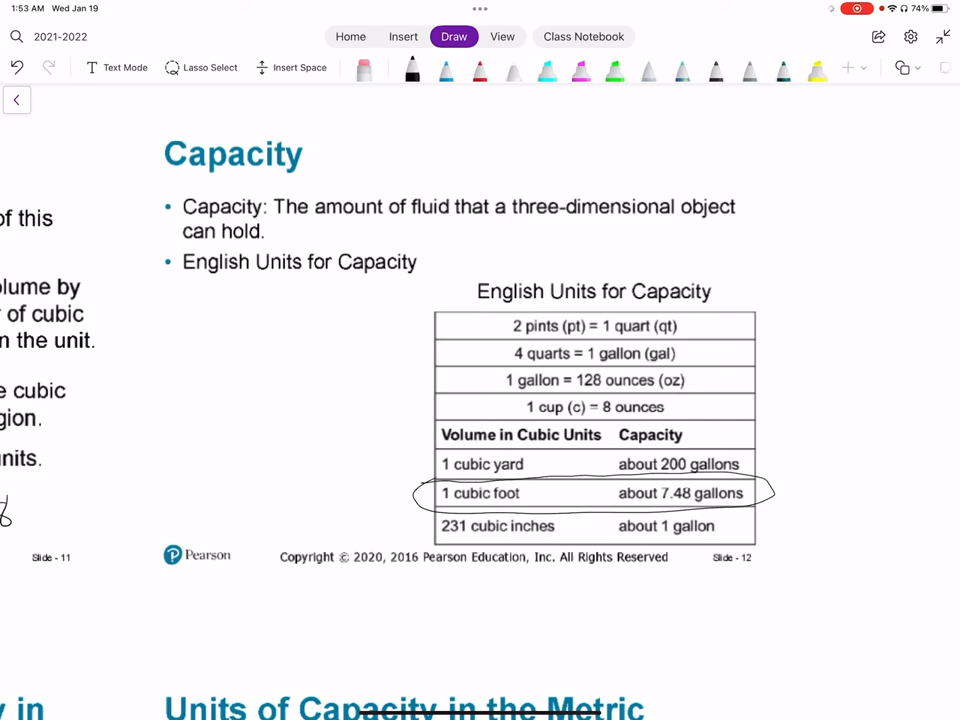 1:53 AM Wed Jan 19
74%
2021-2022
Home Insert Draw View Class Notebook
Text Mode Lasso Select Insert Space
of this
olume by
of cubic
n the unit.
e cubic
gion.
units.
Slide - 11
Capacity
• Capacity: The amount of fluid that a three-dimensional object
can hold.
• English Units for Capacity
English Units for Capacity
2 pints (pt) = 1 quart (qt)
4 quarts = 1 gallon (gal)
1 gallon = 128 ounces (oz)
1 cup (c) = 8 ounces
Volume in Cubic Units Capacity
1 cubic yard about 200 gallons
1 cubic foot about 7.48 gallons
231 cubic inches about 1 gallon
Pearson Copyright © 2020, 2016 Pearson Education, Inc. All Rights Reserved Slide - 12
y in
Units of Capacity in the Metric